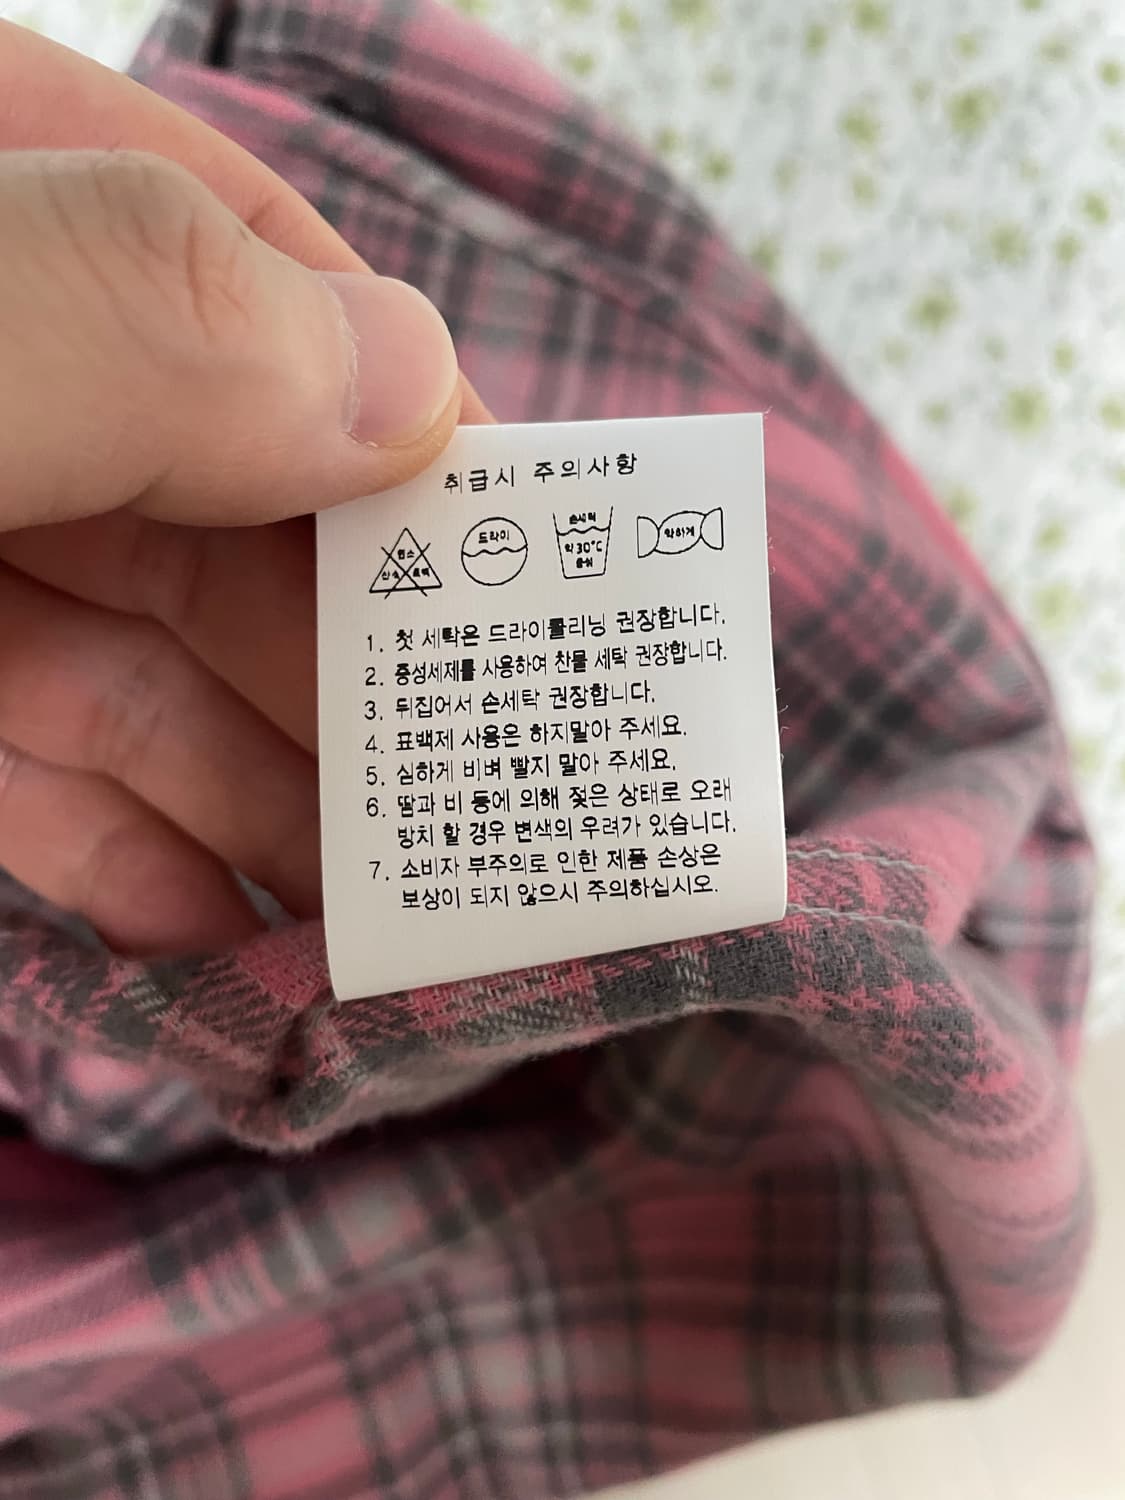 취급시 주의사항
염소
산소 표백
드라이
손세탁
약 30℃
중성
약하게
1. 첫 세탁은 드라이클리닝 권장합니다.
2. 중성세제를 사용하여 찬물 세탁 권장합니다.
3. 뒤집어서 손세탁 권장합니다.
4. 표백제 사용은 하지말아 주세요.
5. 심하게 비벼 빨지 말아 주세요.
6. 땀과 비 등에 의해 젖은 상태로 오래
방치 할 경우 변색의 우려가 있습니다.
7. 소비자 부주의로 인한 제품 손상은
보상이 되지 않으시 주의하십시오.